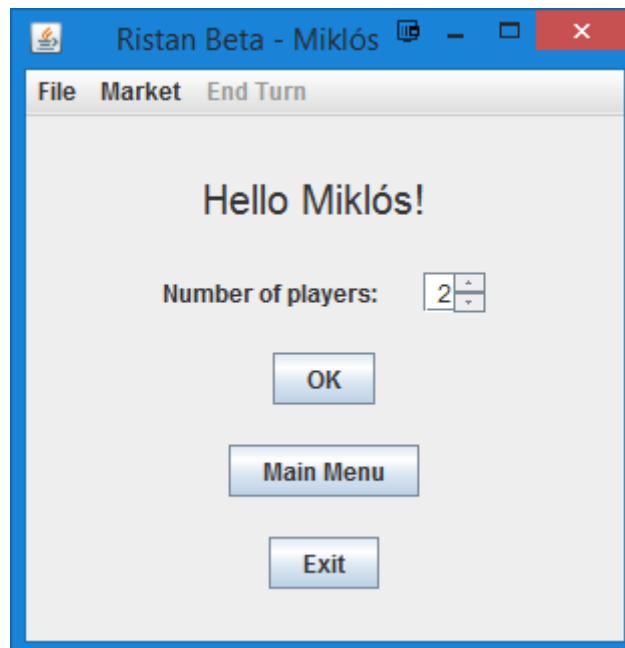 Ristan Beta - Miklós
File Market End Turn
Hello Miklós!
Number of players: 2
OK
Main Menu
Exit